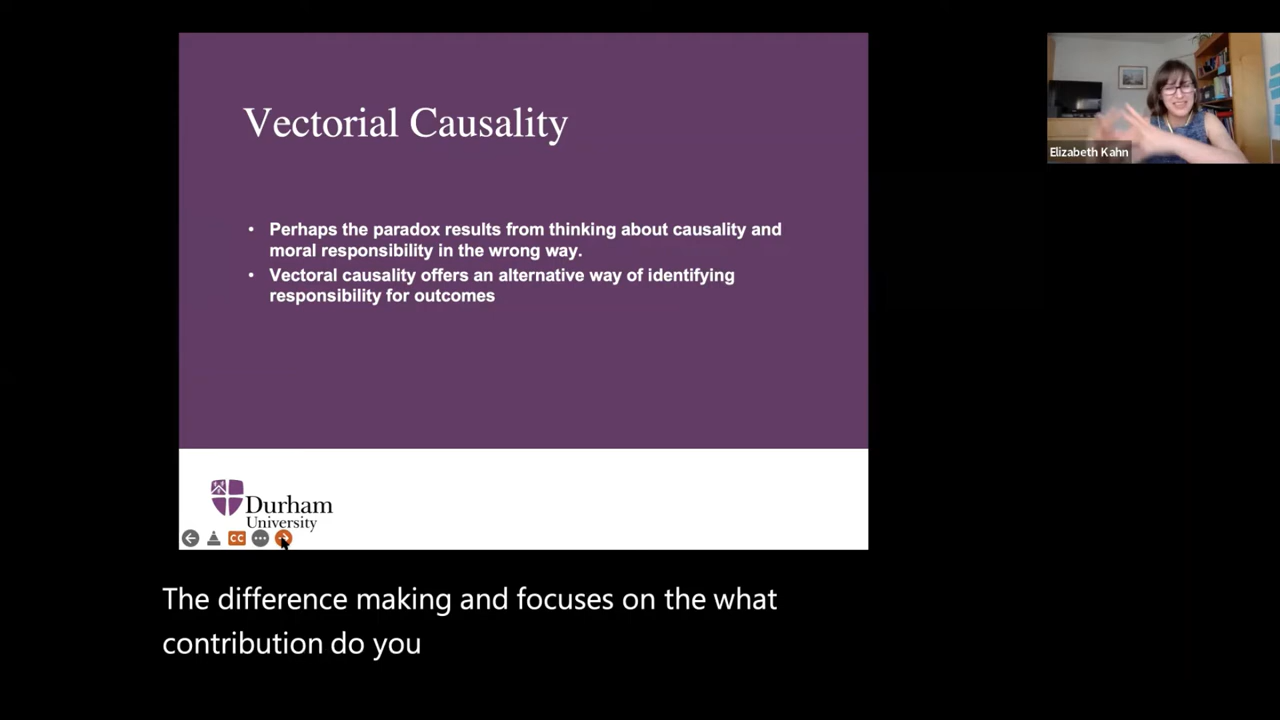 Vectorial Causality
• Perhaps the paradox results from thinking about causality and
moral responsibility in the wrong way.
• Vectoral causality offers an alternative way of identifying
responsibility for outcomes
Elizabeth Kahn
Durham
University
CC
The difference making and focuses on the what
contribution do you